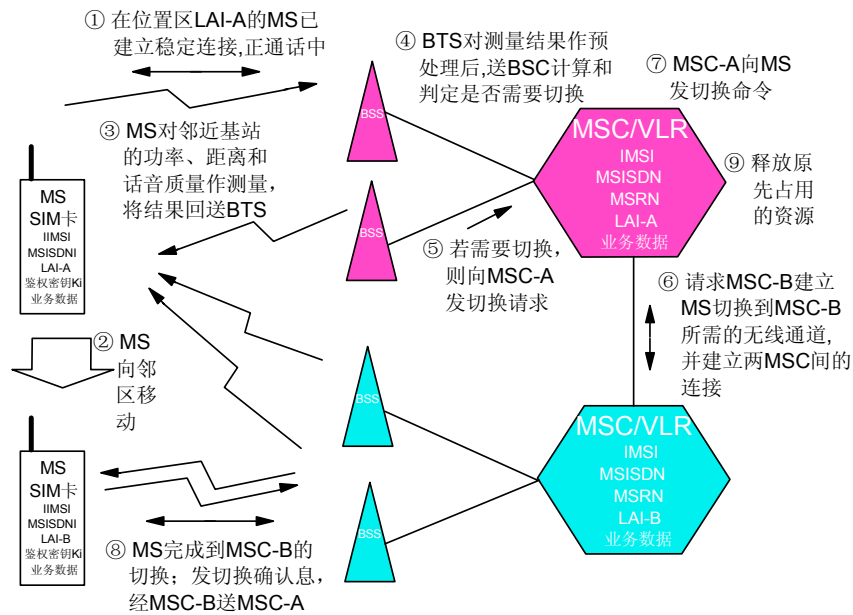 ① 在位置区LAI-A的MS已
建立稳定连接,正通话中
④ BTS对测量结果作预
处理后,送BSC计算和
判定是否需要切换
⑦ MSC-A向MS
发切换命令
③ MS对邻近基站
的功率、距离和
话音质量作测量，
将结果回送BTS
BSS
MSC/VLR
IMSI
MSISDN
MSRN
LAI-A
业务数据
⑨ 释放原
先占用
的资源
MS
SIM卡
IIMSI
MSISDNI
LAI-A
鉴权密钥Ki
业务数据
BSS
⑤ 若需要切换，
则向MSC-A
发切换请求
⑥ 请求MSC-B建立
MS切换到MSC-B
所需的无线通道,
并建立两MSC间的
连接
② MS
向邻
区移
动
BSS
MSC/VLR
IMSI
MSISDN
MSRN
LAI-B
业务数据
MS
SIM卡
IIMSI
MSISDNI
LAI-B
鉴权密钥Ki
业务数据
BSS
⑧ MS完成到MSC-B的
切换；发切换确认息，
经MSC-B送MSC-A